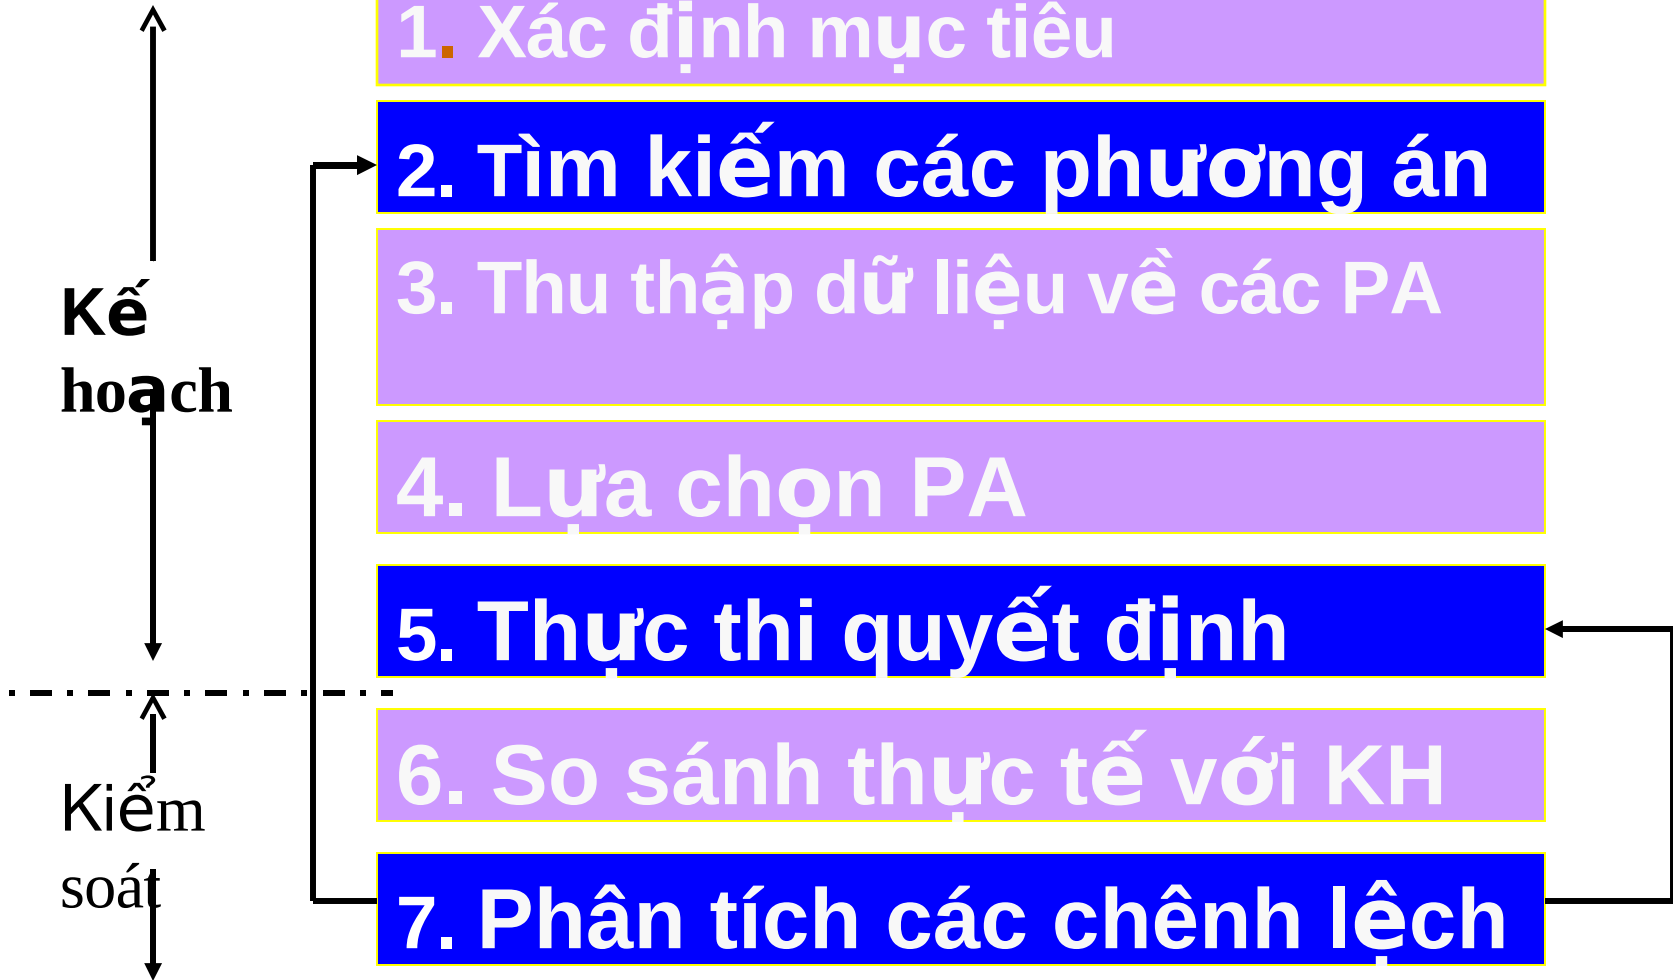 1. Xác định mục tiêu
2. Tìm kiếm các phương án
3. Thu thập dữ liệu về các PA
Kế
hoạch
4. Lựa chọn PA
5. Thực thi quyết định
6. So sánh thực tế với KH
Kiểm
soát
7. Phân tích các chênh lệch